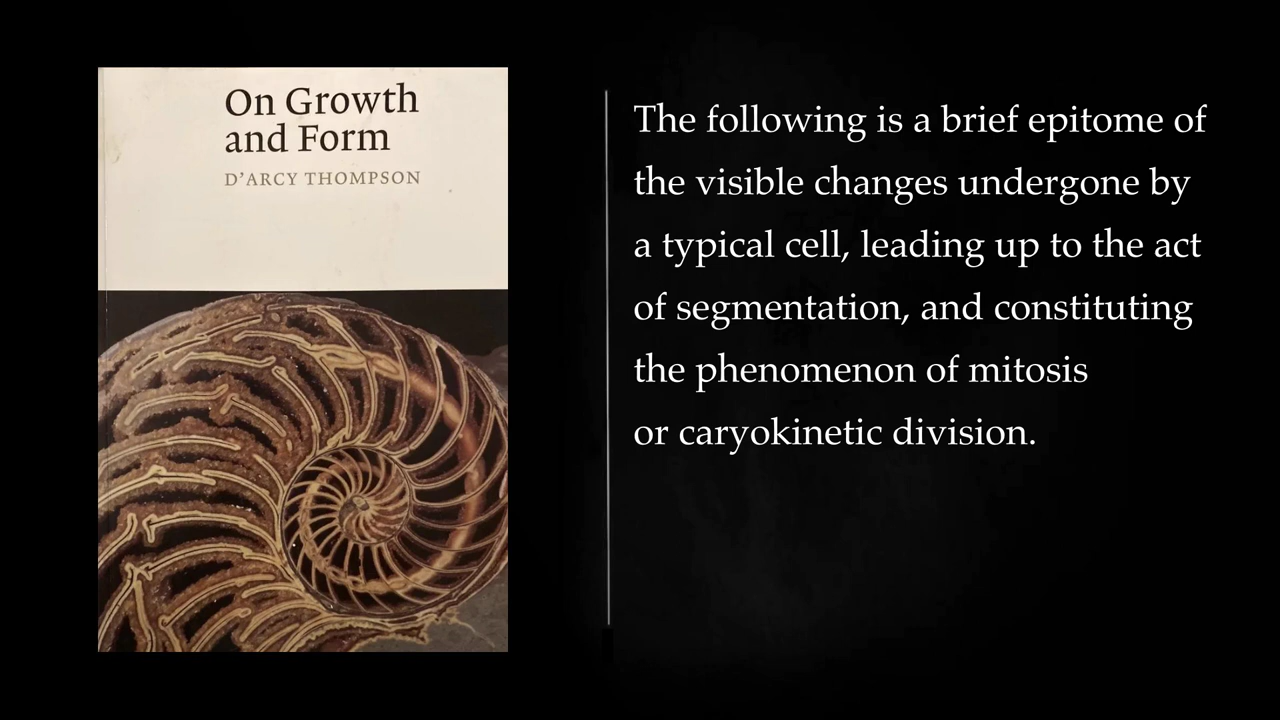 On Growth
and Form
D'ARCY THOMPSON
The following is a brief epitome of
the visible changes undergone by
a typical cell, leading up to the act
of segmentation, and constituting
the phenomenon of mitosis
or caryokinetic division.